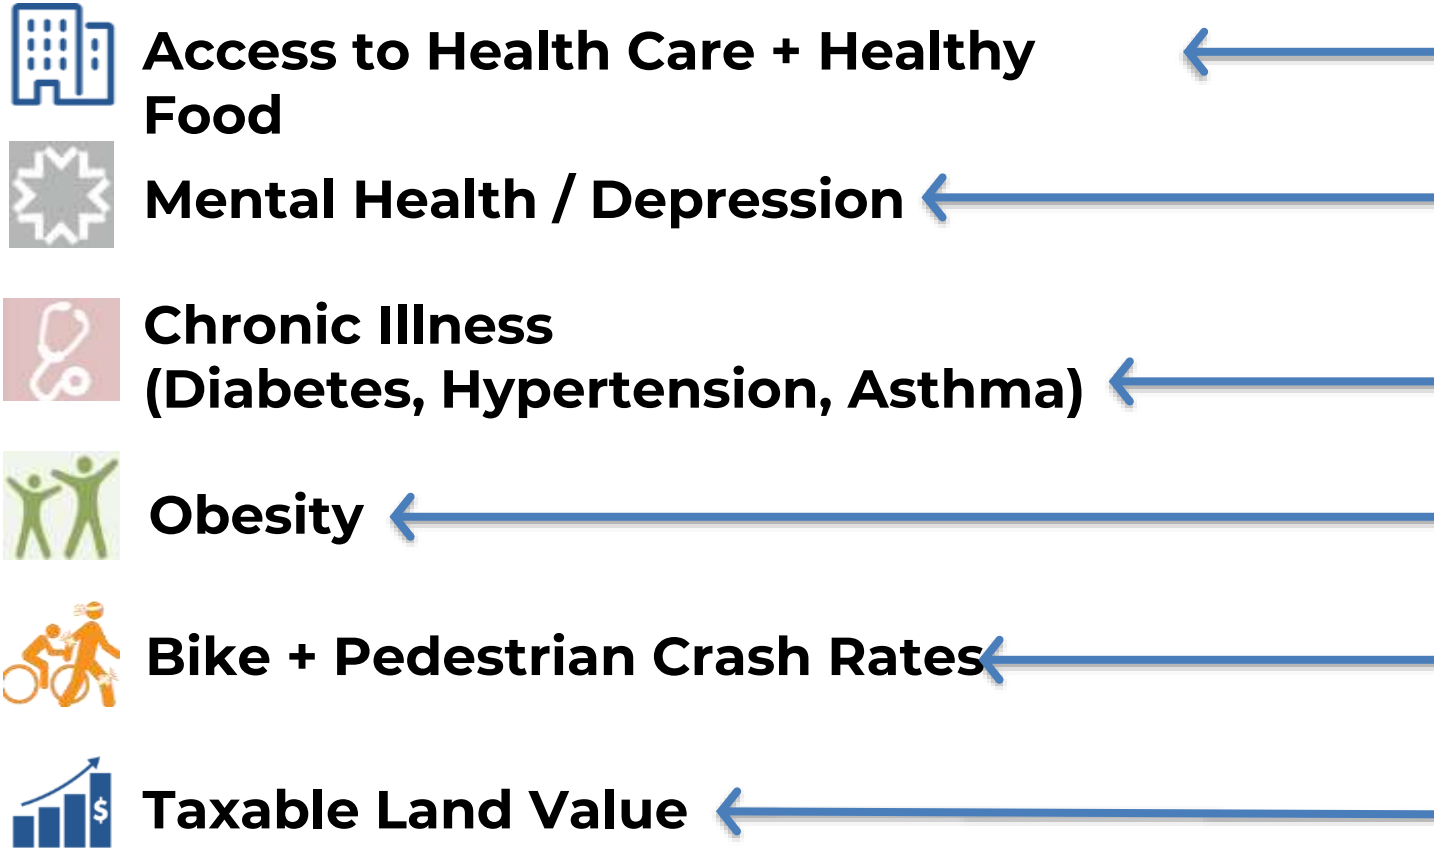 Access to Health Care + Healthy
Food
Mental Health / Depression
Chronic Illness
(Diabetes, Hypertension, Asthma)
Obesity
Bike + Pedestrian Crash Rates
$
Taxable Land Value